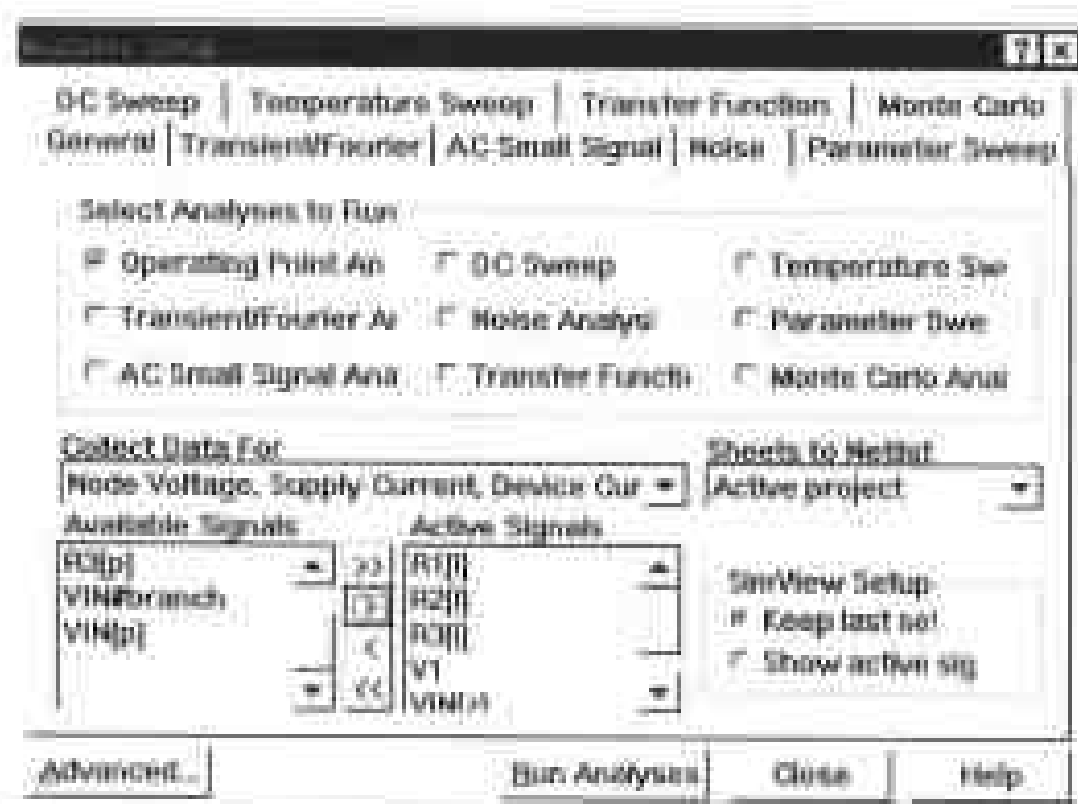 DC Sweep | Temperature Sweep | Transfer Function | Monte Carlo
General | Transient/Fourier | AC Small Signal | Noise | Parameter Sweep
Select Analyses to Run
Operating Point An DC Sweep Temperature Swe
Transient/Fourier An Noise Analysi Parameter Swe
AC Small Signal Ana Transfer Functi Monte Carlo Anal
Collect Data For
Sheets to Netlist
Node Voltage, Supply Current, Device Cur
Active project
Available Signals
Active Signals
R3[p]
VIN#branch
VIN[p]
>>
>
<
<<
R1[i]
R2[i]
R3[i]
V1
SimView Setup
Keep last set
Show active sig
Advanced...
Run Analyses
Close
Help